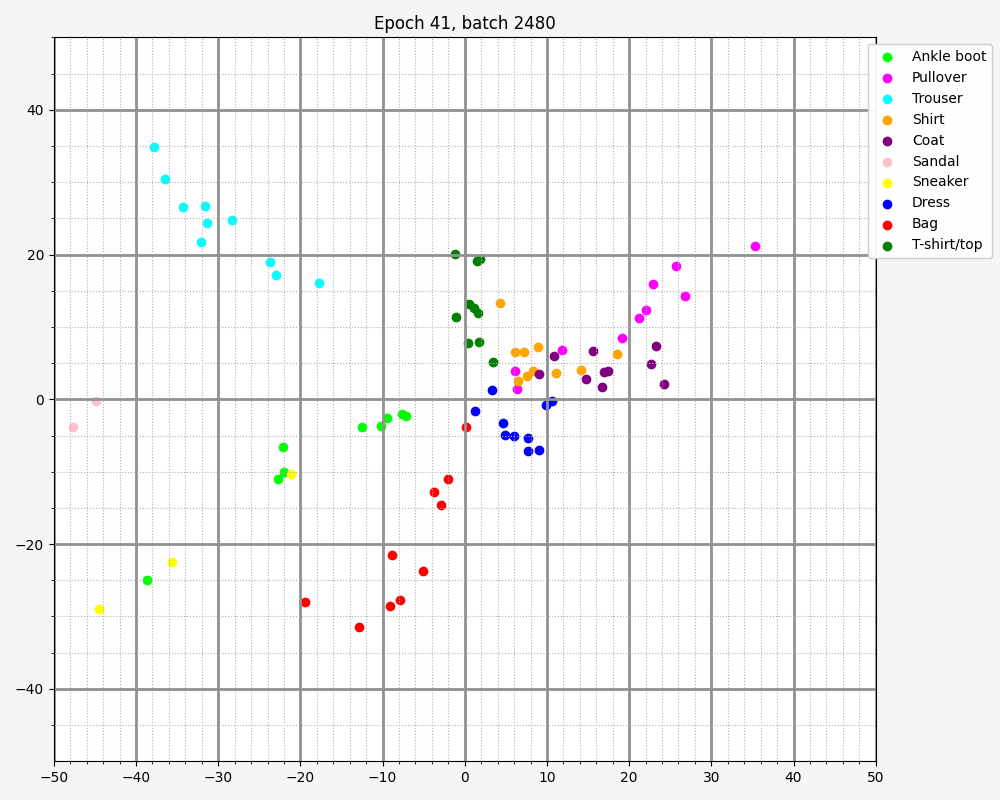 Epoch 41, batch 2480
Ankle boot
Pullover
Trouser
Shirt
Coat
Sandal
Sneaker
Dress
Bag
T-shirt/top
40
20
0
−20
−40
−50 −40 −30 −20 −10 0 10 20 30 40 50